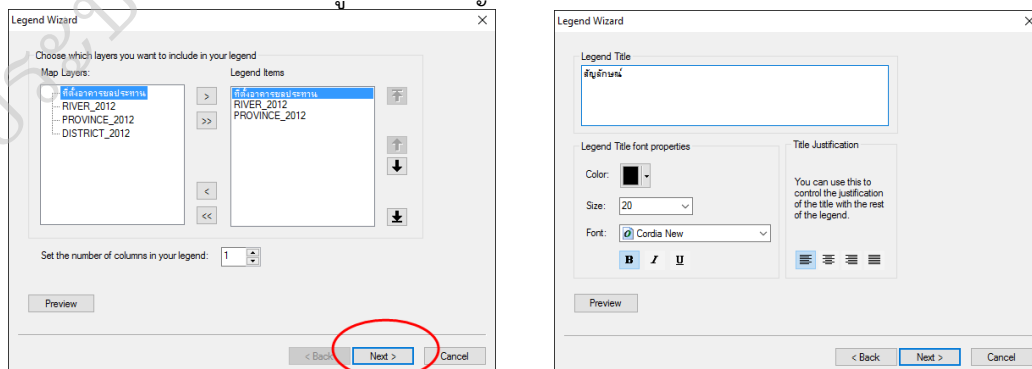 Legend Wizard
Choose which layers you want to include in your legend
Map Layers:
Legend Items
ที่ตั้งอาคารชลประทาน
RIVER_2012
PROVINCE_2012
DISTRICT_2012
>
>>
<
<<
ที่ตั้งอาคารชลประทาน
RIVER_2012
PROVINCE_2012
Set the number of columns in your legend: 1
Preview
< Back Next > Cancel
Legend Wizard
Legend Title
สัญลักษณ์
Legend Title font properties
Color:
Size: 20
Font: Cordia New
B I U
Title Justification
You can use this to
control the justification
of the title with the rest
of the legend.
Preview
< Back Next > Cancel